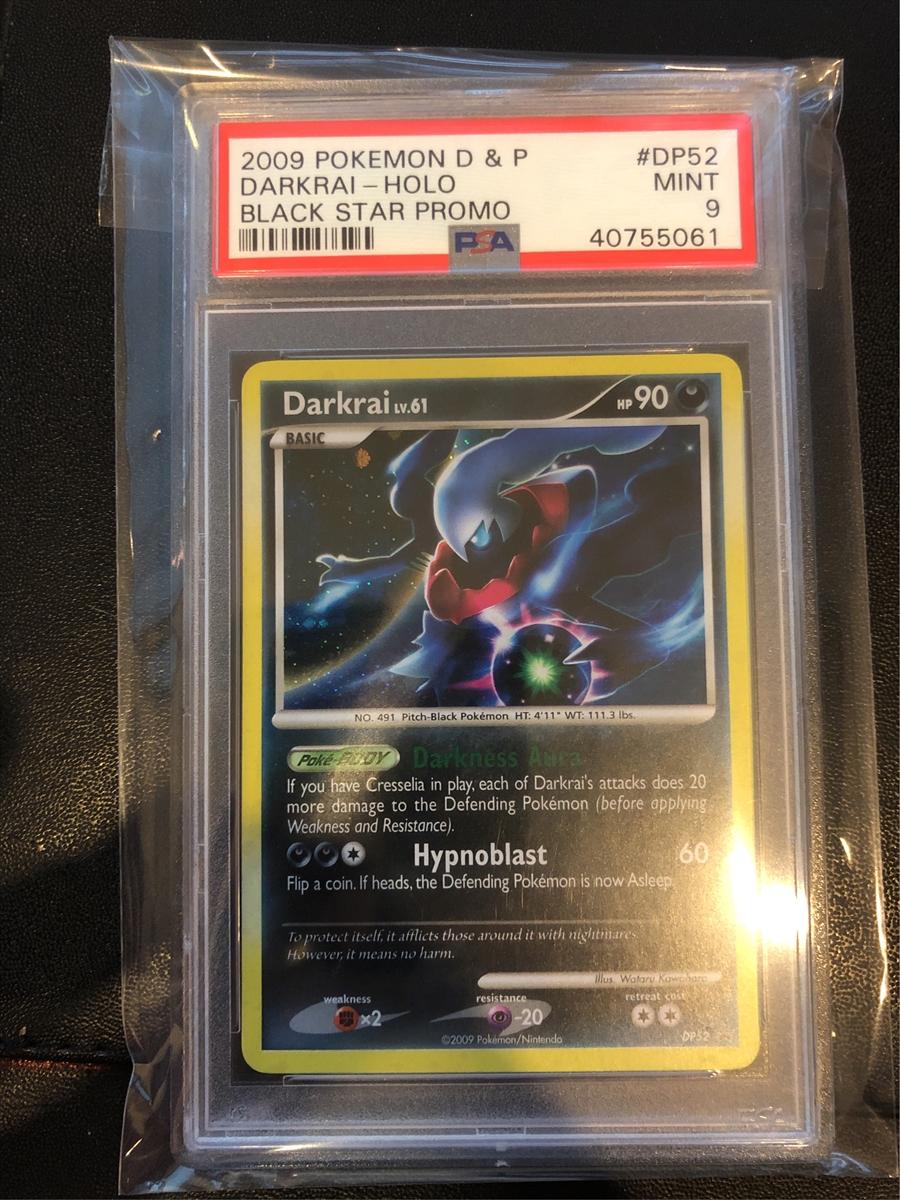 2009 POKEMON D & P #DP52
DARKRAI - HOLO MINT
BLACK STAR PROMO 9
PSA 40755061
Darkrai LV.61 HP 90
BASIC
NO. 491 Pitch-Black Pokémon HT: 4'11" WT: 111.3 lbs.
Poké-BODY Darkness Aura
If you have Cresselia in play, each of Darkrai's attacks does 20
more damage to the Defending Pokémon (before applying
Weakness and Resistance).
Hypnoblast 60
Flip a coin. If heads, the Defending Pokémon is now Asleep.
To protect itself, it afflicts those around it with nightmares.
However, it means no harm.
Illus. Wataru Kawahara
weakness resistance retreat cost
×2 -20
©2009 Pokémon/Nintendo DP52